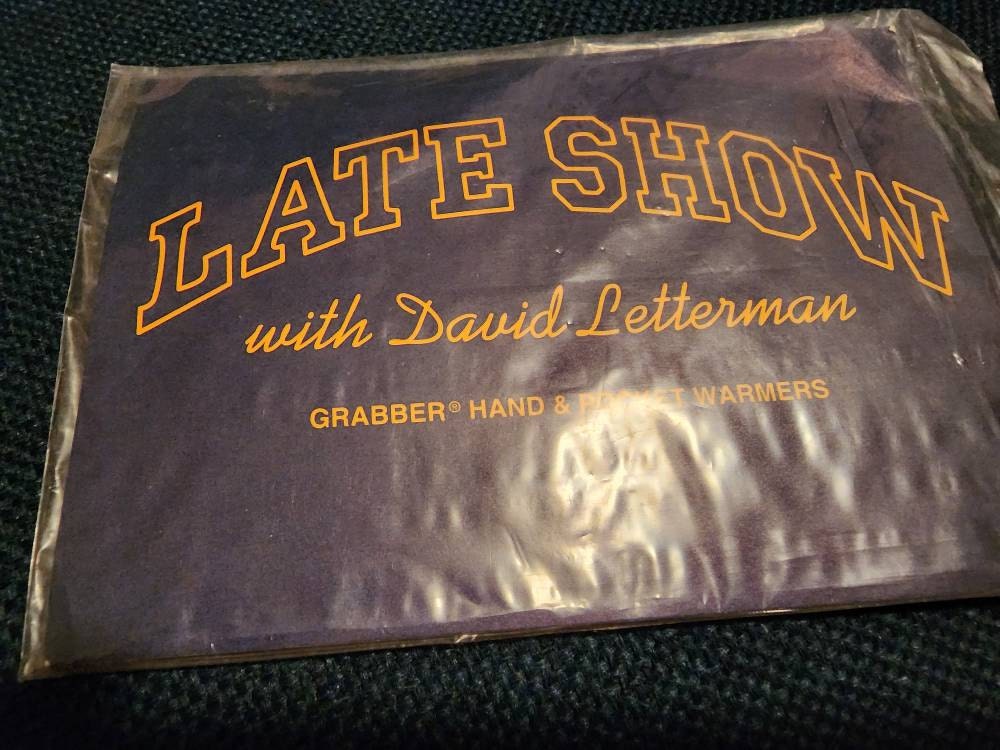 LATE SHOW
with David Letterman
GRABBER® HAND & POCKET WARMERS